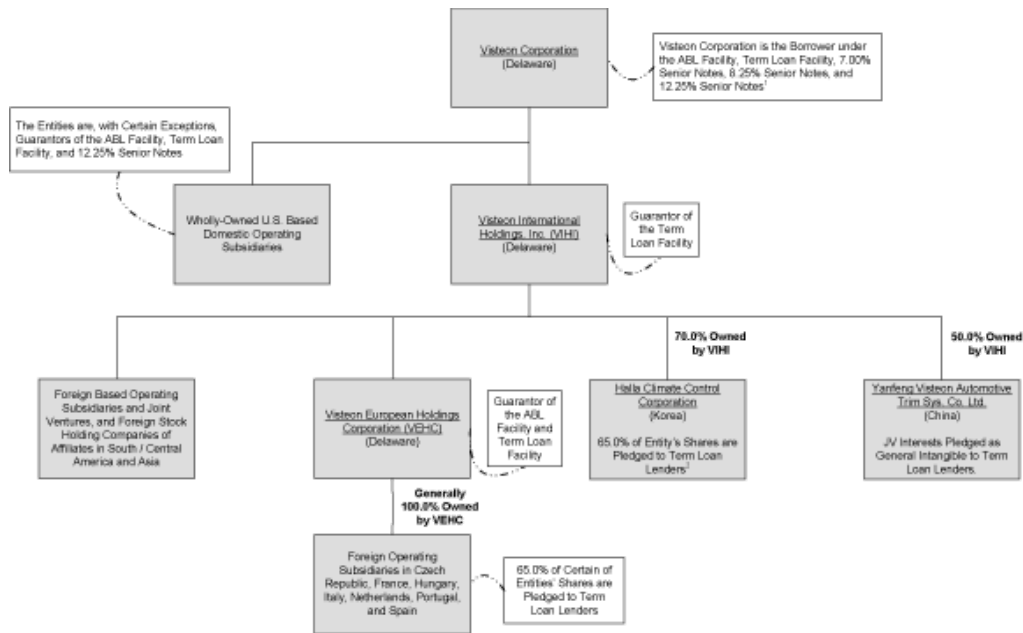 Visteon Corporation
(Delaware)
Visteon Corporation is the Borrower under
the ABL Facility, Term Loan Facility, 7.00%
Senior Notes, 8.25% Senior Notes, and
12.25% Senior Notes¹
The Entities are, with Certain Exceptions,
Guarantors of the ABL Facility, Term Loan
Facility, and 12.25% Senior Notes
Wholly-Owned U.S. Based
Domestic Operating
Subsidiaries
Visteon International
Holdings, Inc. (VIHI)
(Delaware)
Guarantor of
the Term
Loan Facility
70.0% Owned
by VIHI
50.0% Owned
by VIHI
Foreign Based Operating
Subsidiaries and Joint
Ventures, and Foreign Stock
Holding Companies of
Affiliates in South / Central
America and Asia
Visteon European Holdings
Corporation (VEHC)
(Delaware)
Guarantor of
the ABL
Facility and
Term Loan
Facility
Halla Climate Control
Corporation
(Korea)
65.0% of Entity's Shares are
Pledged to Term Loan
Lenders
Yanfeng Visteon Automotive
Trim Sys. Co. Ltd.
(China)
JV Interests Pledged as
General Intangible to Term
Loan Lenders.
Generally
100.0% Owned
by VEHC
Foreign Operating
Subsidiaries in Czech
Republic, France, Hungary,
Italy, Netherlands, Portugal,
and Spain
65.0% of Certain of
Entities' Shares are
Pledged to Term
Loan Lenders